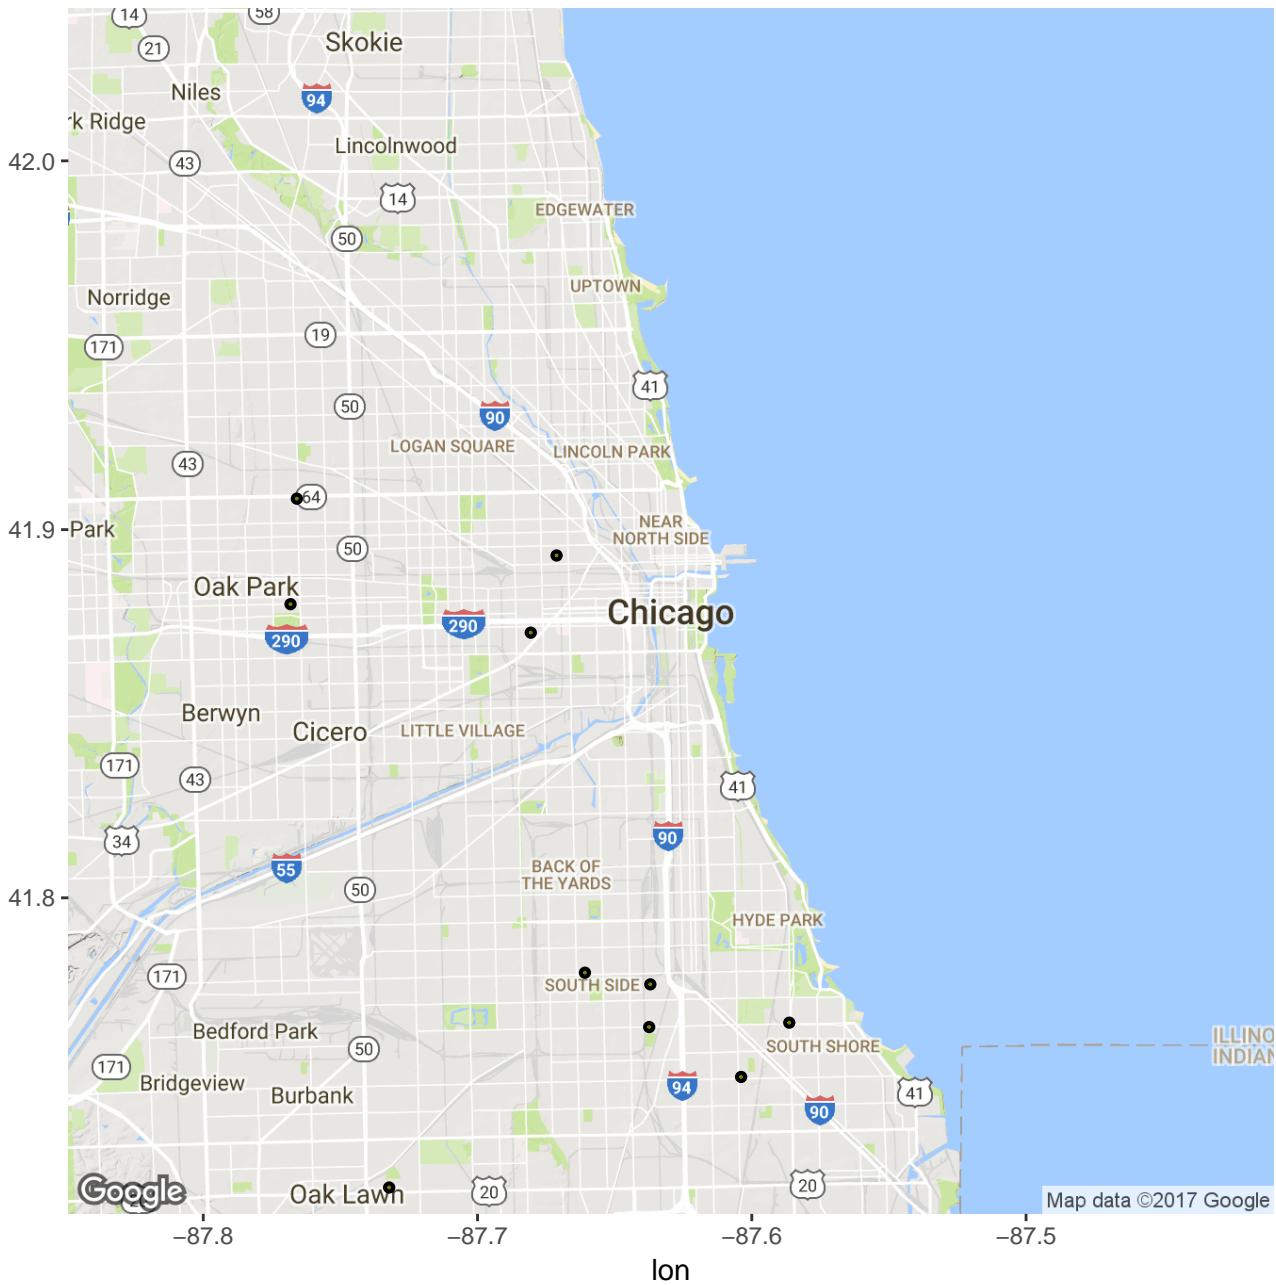 14
58
21
Skokie
Niles
94
rk Ridge
Lincolnwood
42.0
43
14
EDGEWATER
50
UPTOWN
Norridge
19
171
41
50
90
LOGAN SQUARE
LINCOLN PARK
43
64
41.9
Park
NEAR
NORTH SIDE
50
Oak Park
Chicago
290
290
Berwyn
Cicero
LITTLE VILLAGE
171
43
41
34
90
55
BACK OF
THE YARDS
50
41.8
HYDE PARK
171
SOUTH SIDE
Bedford Park
SOUTH SHORE
ILLINO
INDIAN
50
171
Bridgeview
Burbank
94
41
90
Google
Oak Lawn
20
20
Map data ©2017 Google
−87.8
−87.7
−87.6
−87.5
lon